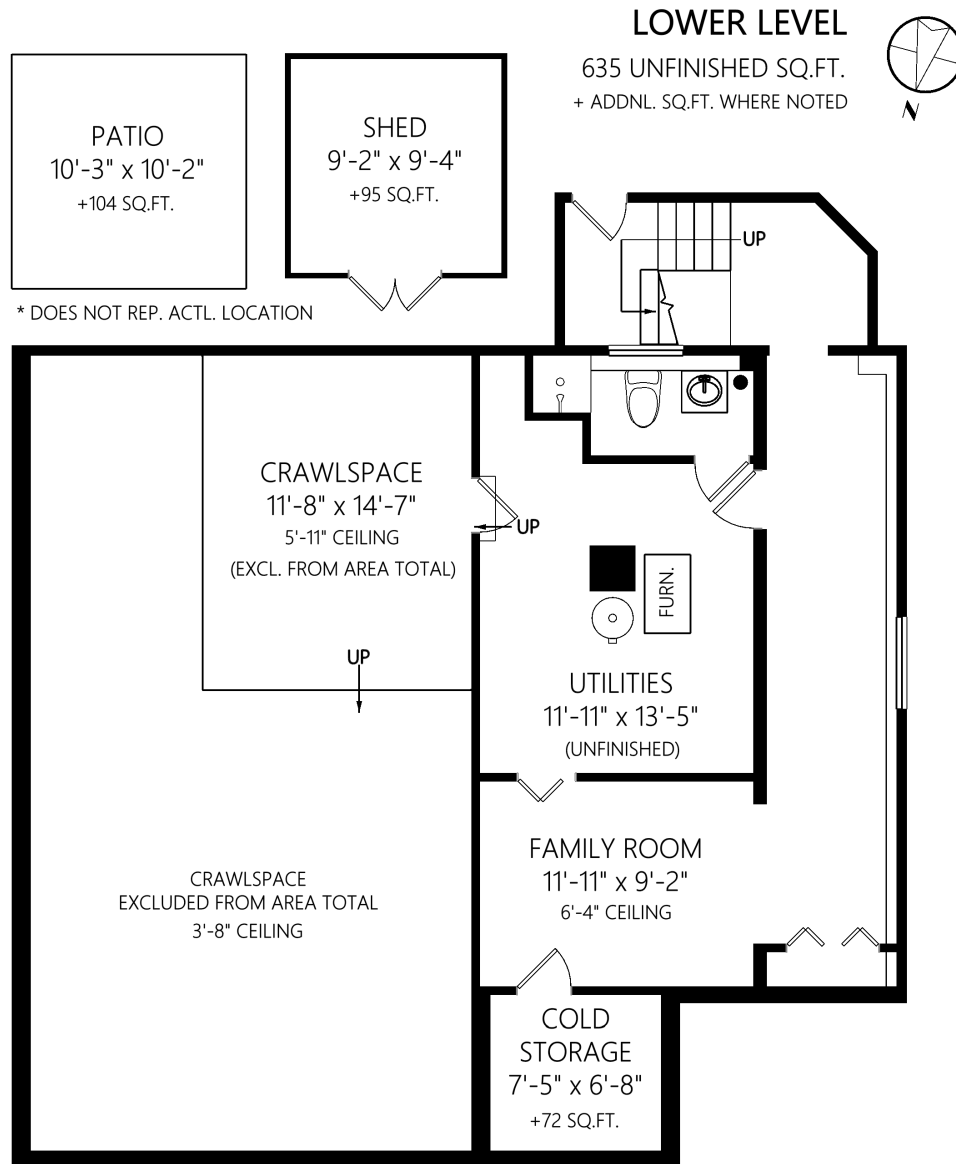 LOWER LEVEL
635 UNFINISHED SQ.FT.
+ ADDNL. SQ.FT. WHERE NOTED
N
PATIO
10'-3" x 10'-2"
+104 SQ.FT.
* DOES NOT REP. ACTL. LOCATION
SHED
9'-2" x 9'-4"
+95 SQ.FT.
UP
CRAWLSPACE
11'-8" x 14'-7"
5'-11" CEILING
(EXCL. FROM AREA TOTAL)
UP
UP
FURN.
UTILITIES
11'-11" x 13'-5"
(UNFINISHED)
FAMILY ROOM
11'-11" x 9'-2"
6'-4" CEILING
CRAWLSPACE
EXCLUDED FROM AREA TOTAL
3'-8" CEILING
COLD
STORAGE
7'-5" x 6'-8"
+72 SQ.FT.